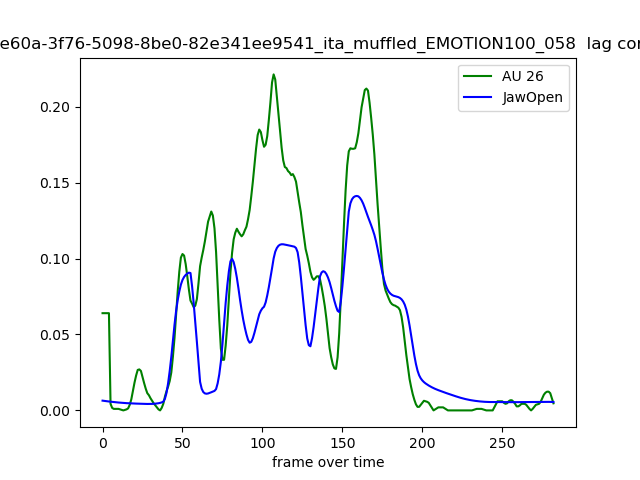 e60a-3f76-5098-8be0-82e341ee9541_ita_muffled_EMOTION100_058 lag
AU 26
JawOpen
0.20
0.15
0.10
0.05
0.00
0 50 100 150 200 250
frame over time